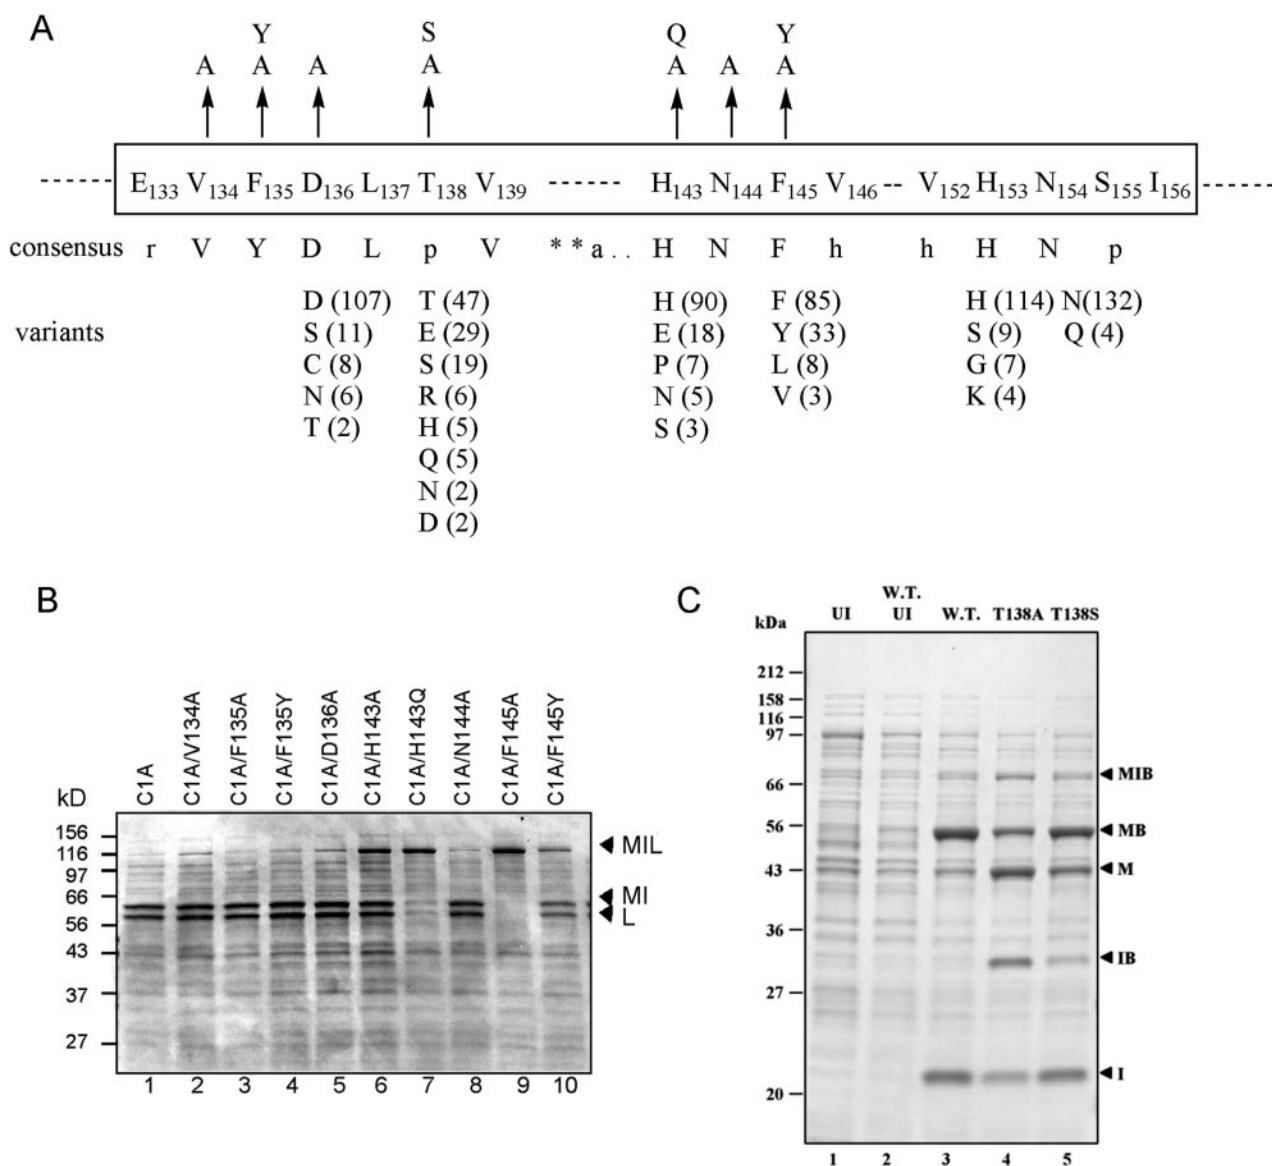 A
Y S Q Y
A A A A A A A
E133 V134 F135 D136 L137 T138 V139 ------- H143 N144 F145 V146 -- V152 H153 N154 S155 I156
consensus r V Y D L p V **a.. H N F h h H N p
D (107) T (47) H (90) F (85) H (114) N(132)
variants S (11) E (29) E (18) Y (33) S (9) Q (4)
C (8) S (19) P (7) L (8) G (7)
N (6) R (6) N (5) V (3) K (4)
T (2) H (5) S (3)
Q (5)
N (2)
D (2)
B
C1A C1A/V134A C1A/F135A C1A/F135Y C1A/D136A C1A/H143A C1A/H143Q C1A/N144A C1A/F145A C1A/F145Y
kD
156
116
97
66
56
43
37
27
MIL
MI
L
1 2 3 4 5 6 7 8 9 10
C
W.T.
kDa UI UI W.T. T138A T138S
212
158
116
97
66
56
43
36
27
20
MIB
MB
M
IB
I
1 2 3 4 5